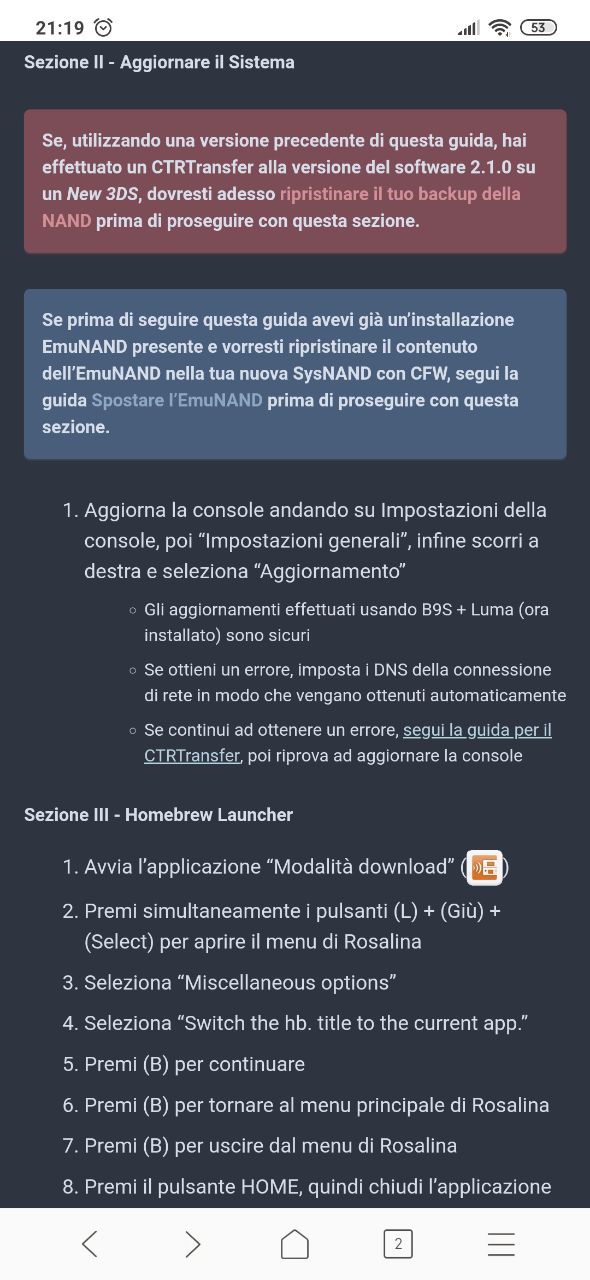 21:19
53
Sezione II - Aggiornare il Sistema
Se, utilizzando una versione precedente di questa guida, hai
effettuato un CTRTransfer alla versione del software 2.1.0 su
un New 3DS, dovresti adesso ripristinare il tuo backup della
NAND prima di proseguire con questa sezione.
Se prima di seguire questa guida avevi già un’installazione
EmuNAND presente e vorresti ripristinare il contenuto
dell’EmuNAND nella tua nuova SysNAND con CFW, segui la
guida Spostare l’EmuNAND prima di proseguire con questa
sezione.
1. Aggiorna la console andando su Impostazioni della
console, poi “Impostazioni generali”, infine scorri a
destra e seleziona “Aggiornamento”
Gli aggiornamenti effettuati usando B9S + Luma (ora
installato) sono sicuri
Se ottieni un errore, imposta i DNS della connessione
di rete in modo che vengano ottenuti automaticamente
Se continui ad ottenere un errore, segui la guida per il
CTRTransfer, poi riprova ad aggiornare la console
Sezione III - Homebrew Launcher
1. Avvia l’applicazione “Modalità download” ()
2. Premi simultaneamente i pulsanti (L) + (Giù) +
(Select) per aprire il menu di Rosalina
3. Seleziona “Miscellaneous options”
4. Seleziona “Switch the hb. title to the current app.”
5. Premi (B) per continuare
6. Premi (B) per tornare al menu principale di Rosalina
7. Premi (B) per uscire dal menu di Rosalina
8. Premi il pulsante HOME, quindi chiudi l’applicazione
2